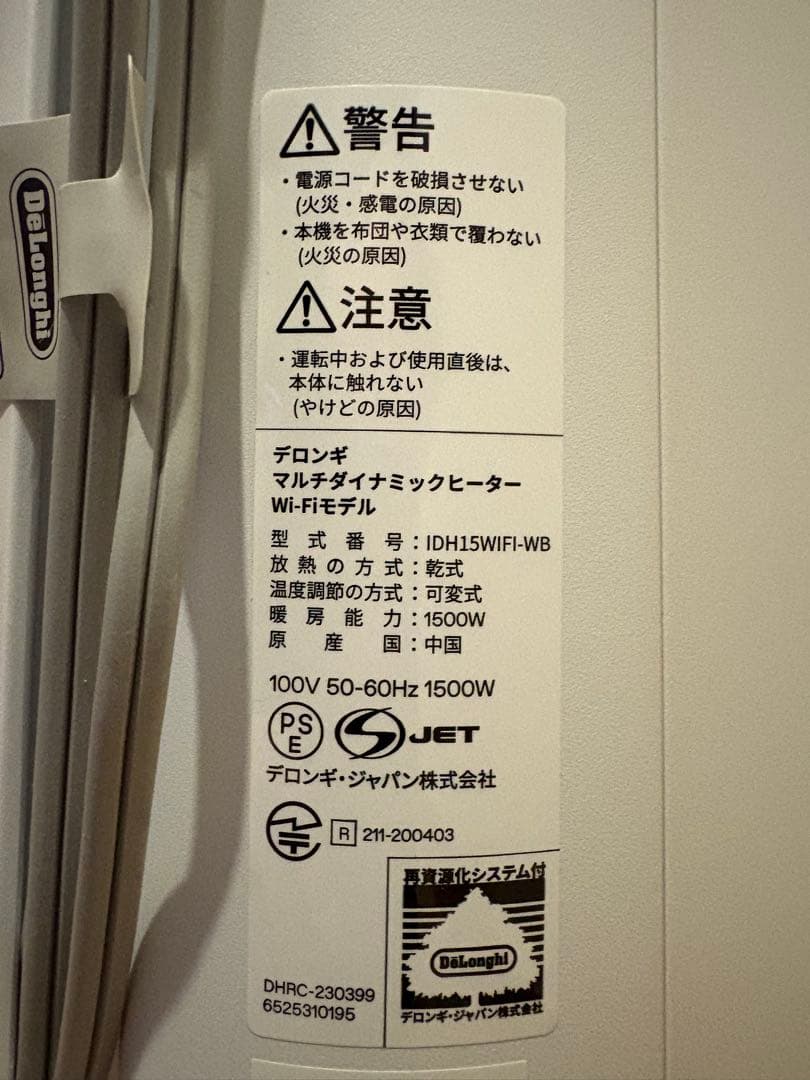 DeLonghi
警告
・電源コードを破損させない
(火災・感電の原因)
・本機を布団や衣類で覆わない
(火災の原因)
注意
・運転中および使用直後は、
本体に触れない
(やけどの原因)
デロンギ
マルチダイナミックヒーター
Wi-Fiモデル
型式番号：IDH15WIFI-WB
放熱の方式：乾式
温度調節の方式：可変式
暖房能力：1500W
原産国：中国
100V 50-60Hz 1500W
PSE
JET
デロンギ・ジャパン株式会社
R 211-200403
再資源化システム付
DeLonghi
デロンギ・ジャパン株式会社
DHRC-230399
6525310195